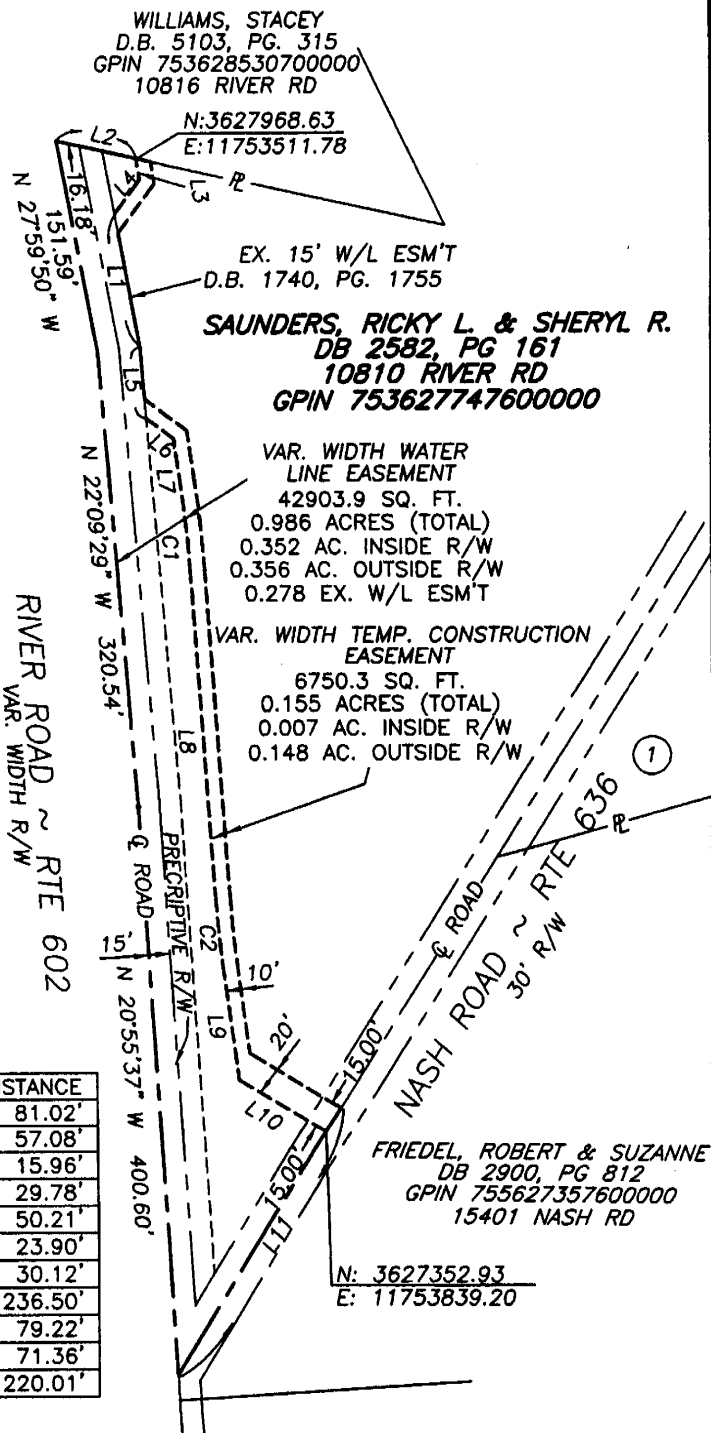 WILLIAMS, STACEY
D.B. 5103, PG. 315
GPIN 753628530700000
10816 RIVER RD
N:3627968.63
E:11753511.78
L2
L4
L3
PL
16.18'
151.59'
N 27°59'50" W
L1
EX. 15' W/L ESM'T
D.B. 1740, PG. 1755
SAUNDERS, RICKY L. & SHERYL R.
DB 2582, PG 161
10810 RIVER RD
GPIN 753627747600000
L5
L6
L7
VAR. WIDTH WATER
LINE EASEMENT
42903.9 SQ. FT.
0.986 ACRES (TOTAL)
0.352 AC. INSIDE R/W
0.356 AC. OUTSIDE R/W
0.278 EX. W/L ESM'T
C1
N 22°09'29" W 320.54'
VAR. WIDTH TEMP. CONSTRUCTION
EASEMENT
6750.3 SQ. FT.
0.155 ACRES (TOTAL)
0.007 AC. INSIDE R/W
0.148 AC. OUTSIDE R/W
L8
RIVER ROAD ~ RTE 602
VAR. WIDTH R/W
1
PL
NASH ROAD ~ RTE 636
30' R/W
CL ROAD
CL ROAD
PRECRIPTIVE R/W
C2
15'
10'
L9
N 20°55'37" W 400.60'
20'
15.00'
L10
15.00'
L11
FRIEDEL, ROBERT & SUZANNE
DB 2900, PG 812
GPIN 755627357600000
15401 NASH RD
N: 3627352.93
E: 11753839.20
STANCE
81.02'
57.08'
15.96'
29.78'
50.21'
23.90'
30.12'
236.50'
79.22'
71.36'
220.01'